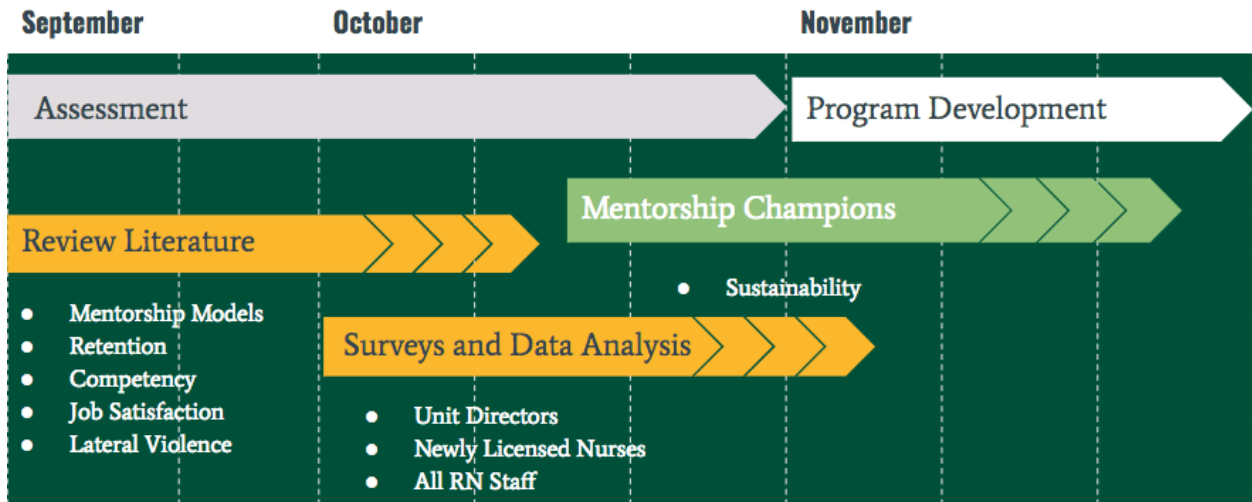 September
October
November
Assessment
Program Development
Mentorship Champions
Review Literature
● Sustainability
● Mentorship Models
● Retention
● Competency
● Job Satisfaction
● Lateral Violence
Surveys and Data Analysis
● Unit Directors
● Newly Licensed Nurses
● All RN Staff